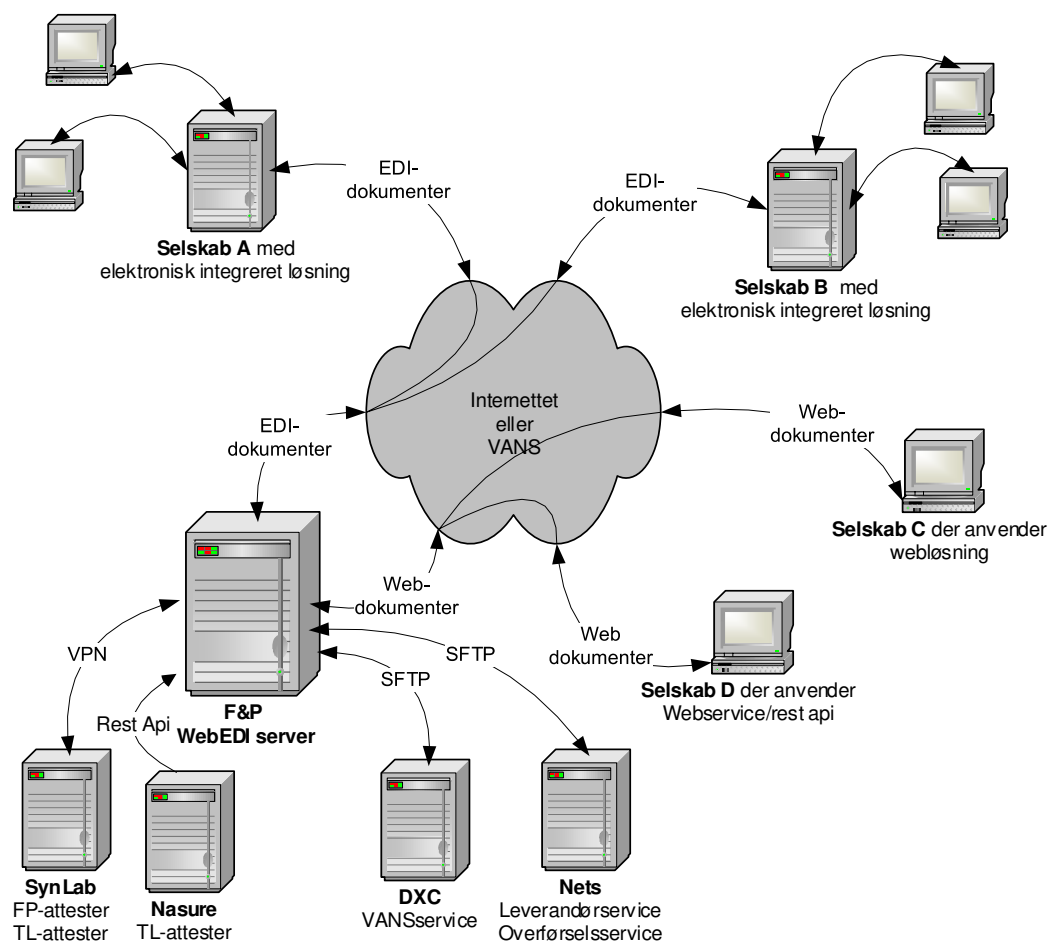 EDI-
dokumenter
EDI-
dokumenter
Selskab A med
elektronisk integreret løsning
Selskab B med
elektronisk integreret løsning
Internettet
eller
VANS
EDI-
dokumenter
Web-
dokumenter
Selskab C der anvender
webløsning
Web-
dokumenter
Web
dokumenter
VPN
SFTP
SFTP
Selskab D der anvender
Webservice/rest api
Rest Api
F&P
WebEDI server
SynLab
FP-attester
TL-attester
Nasure
TL-attester
DXC
VANSservice
Nets
Leverandørservice
Overførselsservice